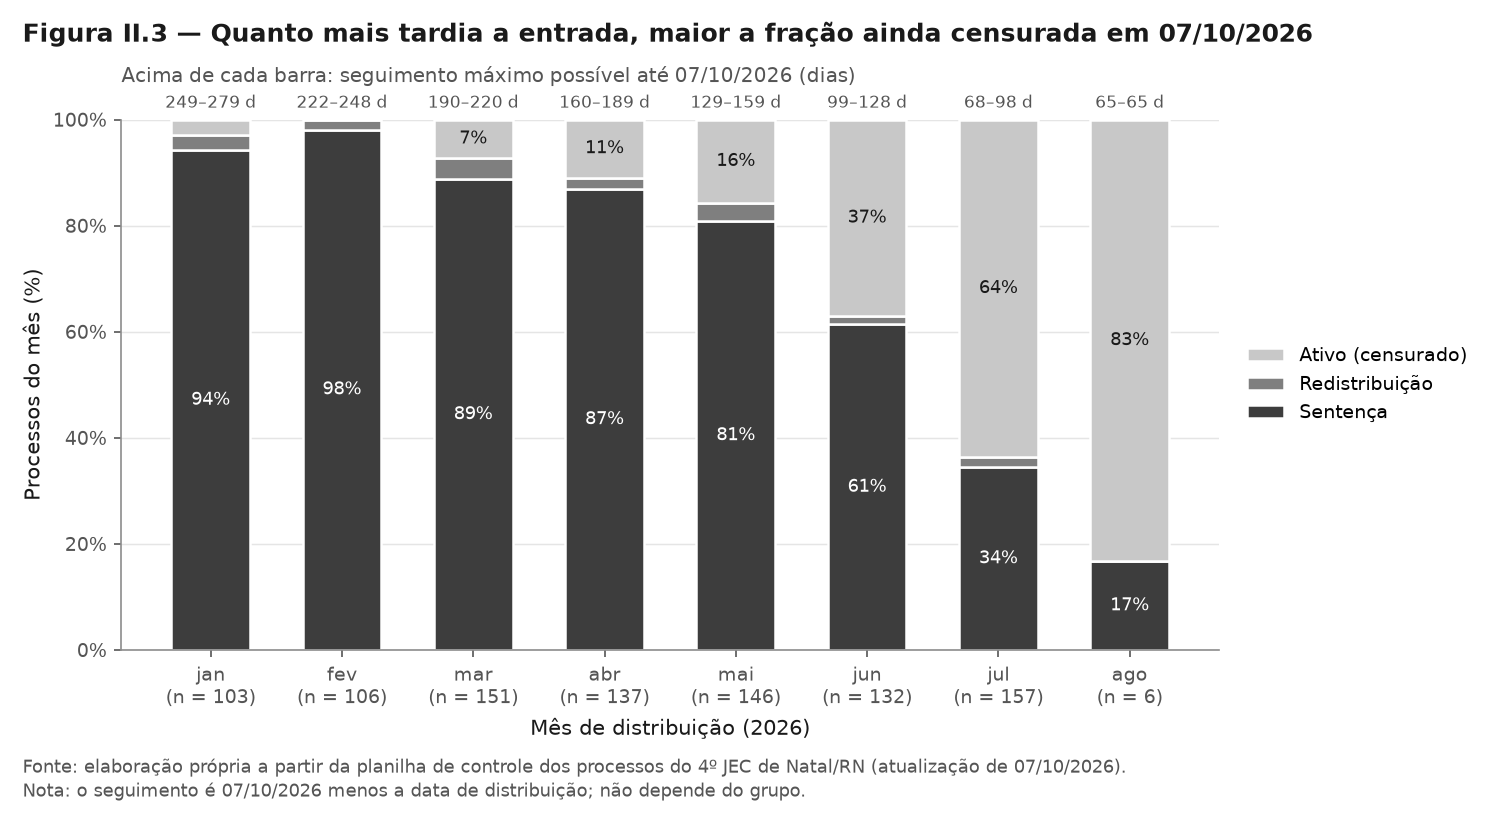 Figura II.3 — Quanto mais tardia a entrada, maior a fração ainda censurada em 07/10/2026
Acima de cada barra: seguimento máximo possível até 07/10/2026 (dias)
249–279 d 222–248 d 190–220 d 160–189 d 129–159 d 99–128 d 68–98 d 65–65 d
100%
80%
60%
40%
20%
0%
Processos do mês (%)
7%
11%
16%
37%
64%
83%
94%
98%
89%
87%
81%
61%
34%
17%
Ativo (censurado)
Redistribuição
Sentença
jan fev mar abr mai jun jul ago
(n = 103) (n = 106) (n = 151) (n = 137) (n = 146) (n = 132) (n = 157) (n = 6)
Mês de distribuição (2026)
Fonte: elaboração própria a partir da planilha de controle dos processos do 4º JEC de Natal/RN (atualização de 07/10/2026).
Nota: o seguimento é 07/10/2026 menos a data de distribuição; não depende do grupo.